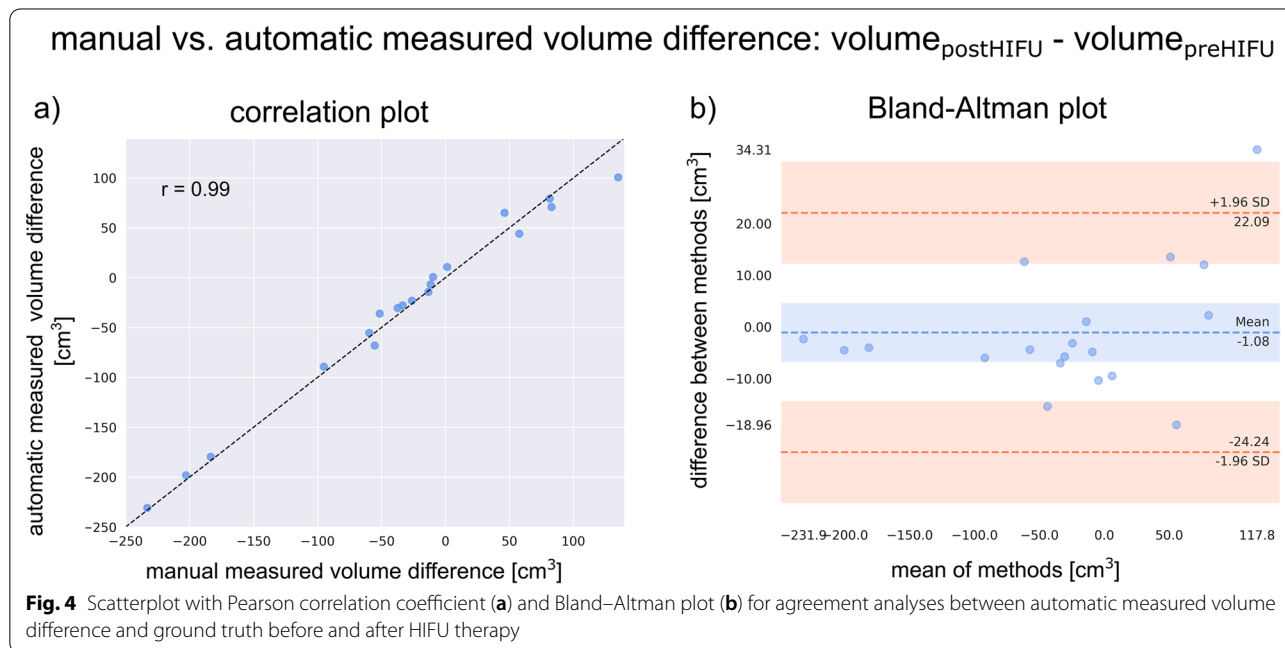 manual vs. automatic measured volume difference: volume_postHIFU - volume_preHIFU
a)
correlation plot
automatic measured volume difference
[cm³]
r = 0.99
100
50
0
−50
−100
−150
−200
−250
−250 −200 −150 −100 −50 0 50 100
manual measured volume difference [cm³]
b)
Bland-Altman plot
difference between methods [cm³]
34.31
20.00
10.00
0.00
−10.00
−18.96
+1.96 SD
22.09
Mean
-1.08
-24.24
-1.96 SD
−231.9 −200.0 −150.0 −100.0 −50.0 0.0 50.0 117.8
mean of methods [cm³]
Fig. 4 Scatterplot with Pearson correlation coefficient (a) and Bland–Altman plot (b) for agreement analyses between automatic measured volume
difference and ground truth before and after HIFU therapy